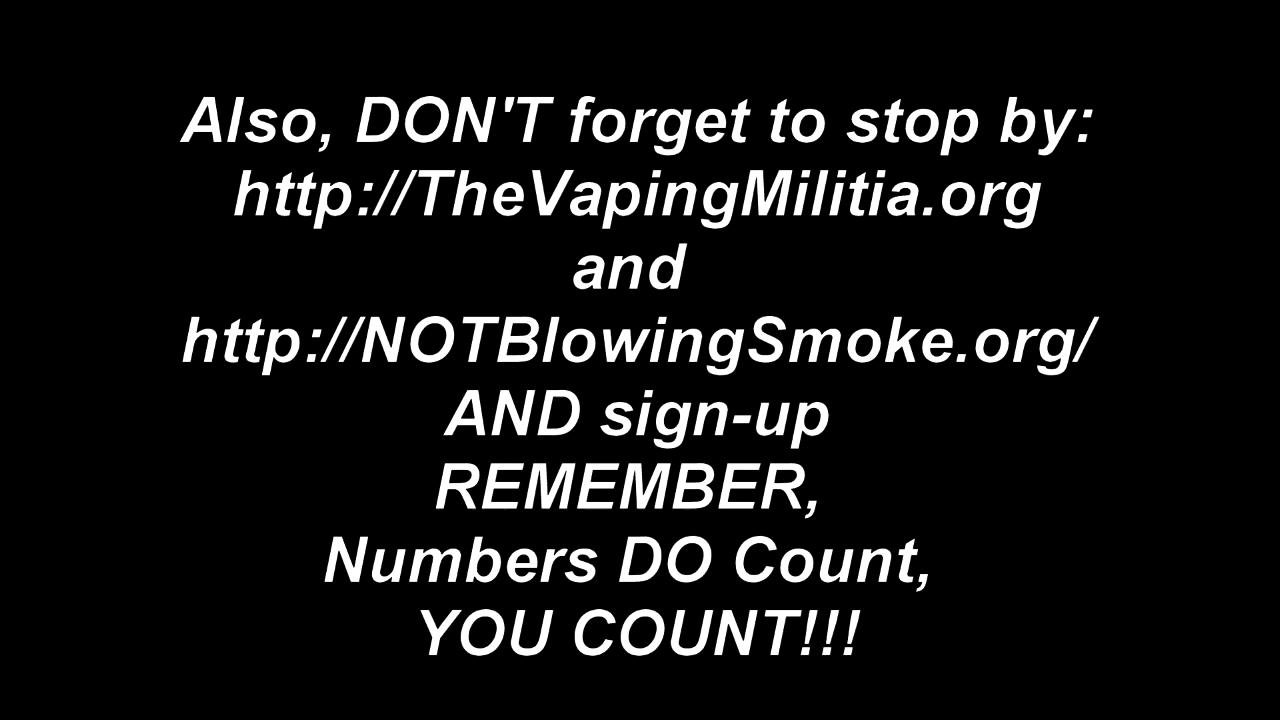 Also, DON'T forget to stop by:
http://TheVapingMilitia.org
and
http://NOTBlowingSmoke.org/
AND sign-up
REMEMBER,
Numbers DO Count,
YOU COUNT!!!